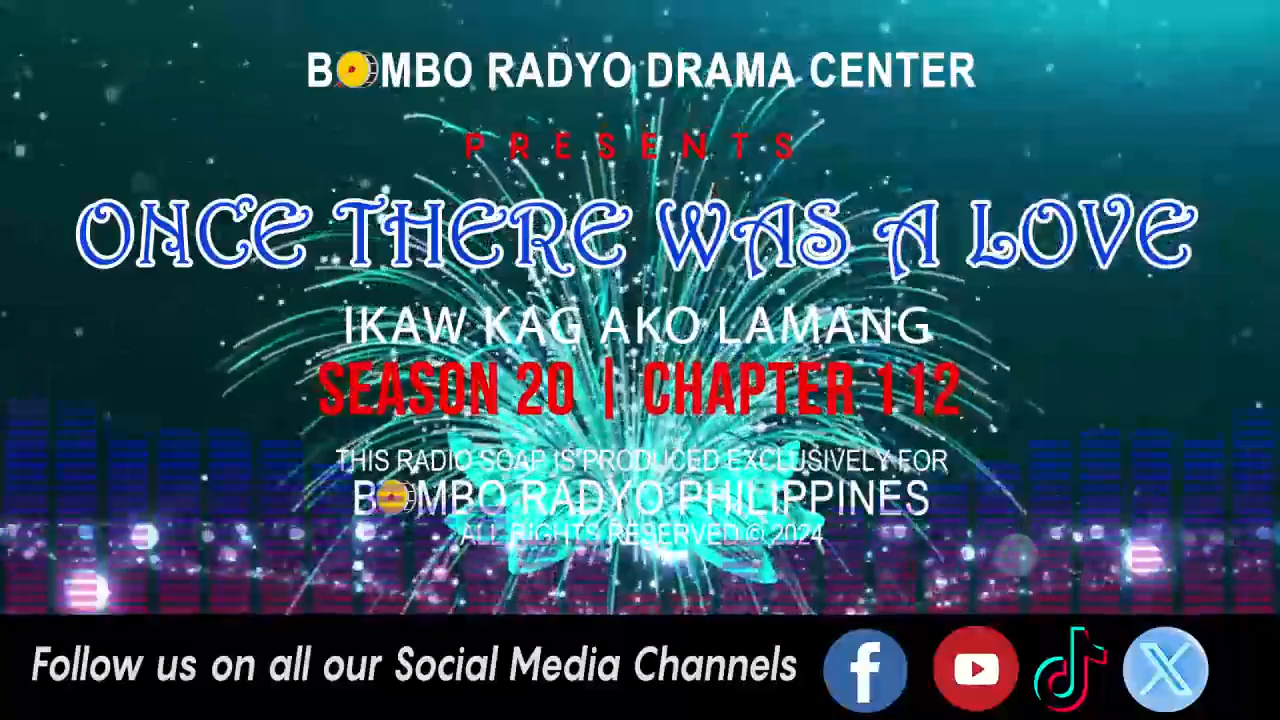 BOMBO RADYO DRAMA CENTER
PRESENTS
ONCE THERE WAS A LOVE
IKAW KAG AKO LAMANG
SEASON 20 | CHAPTER 112
THIS RADIO SOAP IS PRODUCED EXCLUSIVELY FOR
BOMBO RADYO PHILIPPINES
ALL RIGHTS RESERVED © 2024
Follow us on all our Social Media Channels